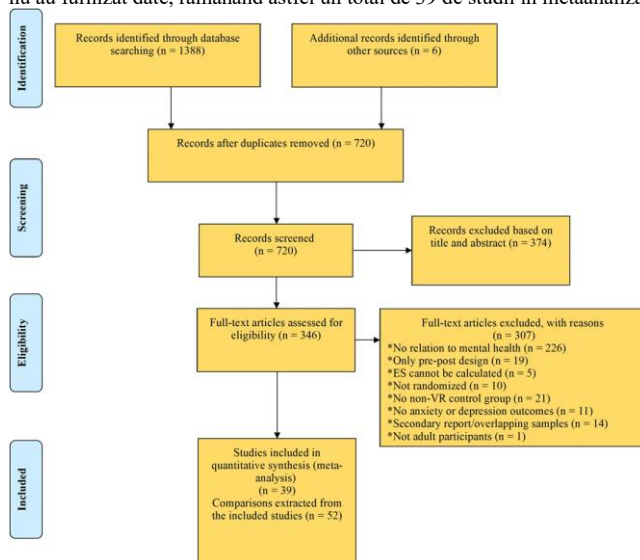 nu au furnizat date, rămânând astfel un total de 39 de studii în metaanaliză
Identification
Records identified through database
searching (n = 1388)
Additional records identified through
other sources (n = 6)
Records after duplicates removed (n = 720)
Screening
Records screened
(n = 720)
Records excluded based on
title and abstract (n = 374)
Eligibility
Full-text articles assessed for
eligibility (n = 346)
Full-text articles excluded, with reasons
(n = 307)
*No relation to mental health (n = 226)
*Only pre-post design (n = 19)
*ES cannot be calculated (n = 5)
*Not randomized (n = 10)
*No non-VR control group (n = 21)
*No anxiety or depression outcomes (n = 11)
*Secondary report/overlapping samples (n = 14)
*Not adult participants (n = 1)
Included
Studies included in
quantitative synthesis (meta-
analysis)
(n = 39)
Comparisons extracted from
the included studies (n = 52)